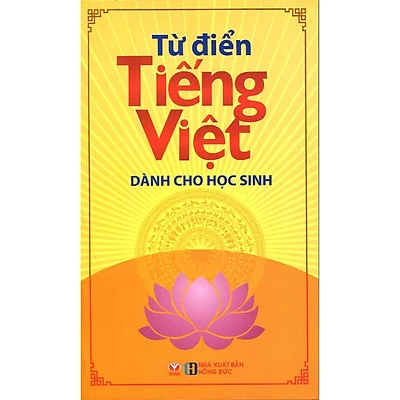 Từ điển
Tiếng
Việt
DÀNH CHO HỌC SINH
NHÀ XUẤT BẢN
HỒNG ĐỨC